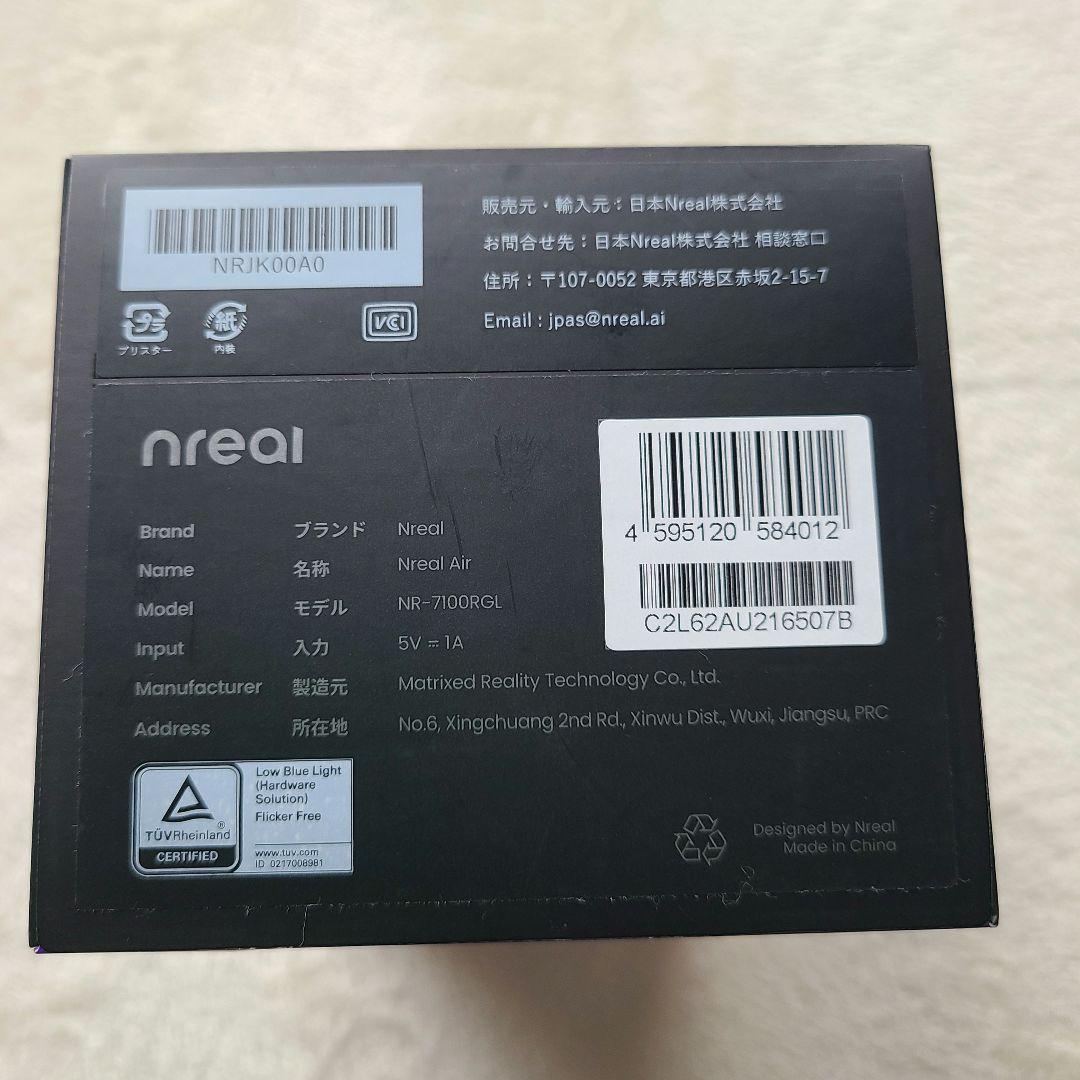 NRJK00A0
販売元・輸入元：日本Nreal株式会社
お問合せ先：日本Nreal株式会社 相談窓口
住所：〒107-0052 東京都港区赤坂2-15-7
Email : jpas@nreal.ai
プラ
ブリスター
紙
内装
VCI
nreal
Brand ブランド Nreal
Name 名称 Nreal Air
Model モデル NR-7100RGL
Input 入力 5V ⎓ 1A
Manufacturer 製造元 Matrixed Reality Technology Co., Ltd.
Address 所在地 No.6, Xingchuang 2nd Rd., Xinwu Dist., Wuxi, Jiangsu, PRC
4 595120 584012
C2L62AU216507B
TÜVRheinland®
CERTIFIED
Low Blue Light
(Hardware
Solution)
Flicker Free
www.tuv.com
ID 0217008981
Designed by Nreal
Made in China